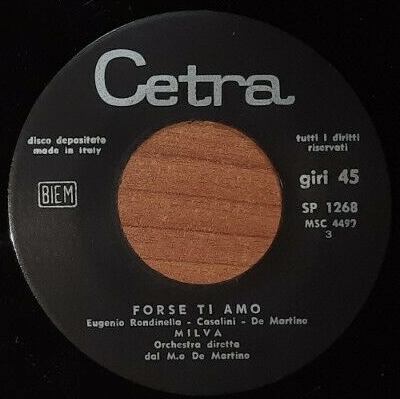 Cetra
disco depositato
made in Italy
tutti i diritti
riservati
BIEM
giri 45
SP 1268
MSC 4499
3
FORSE TI AMO
Eugenio Rondinella - Casalini - De Martino
MILVA
Orchestra diretta
dal M.o De Martino